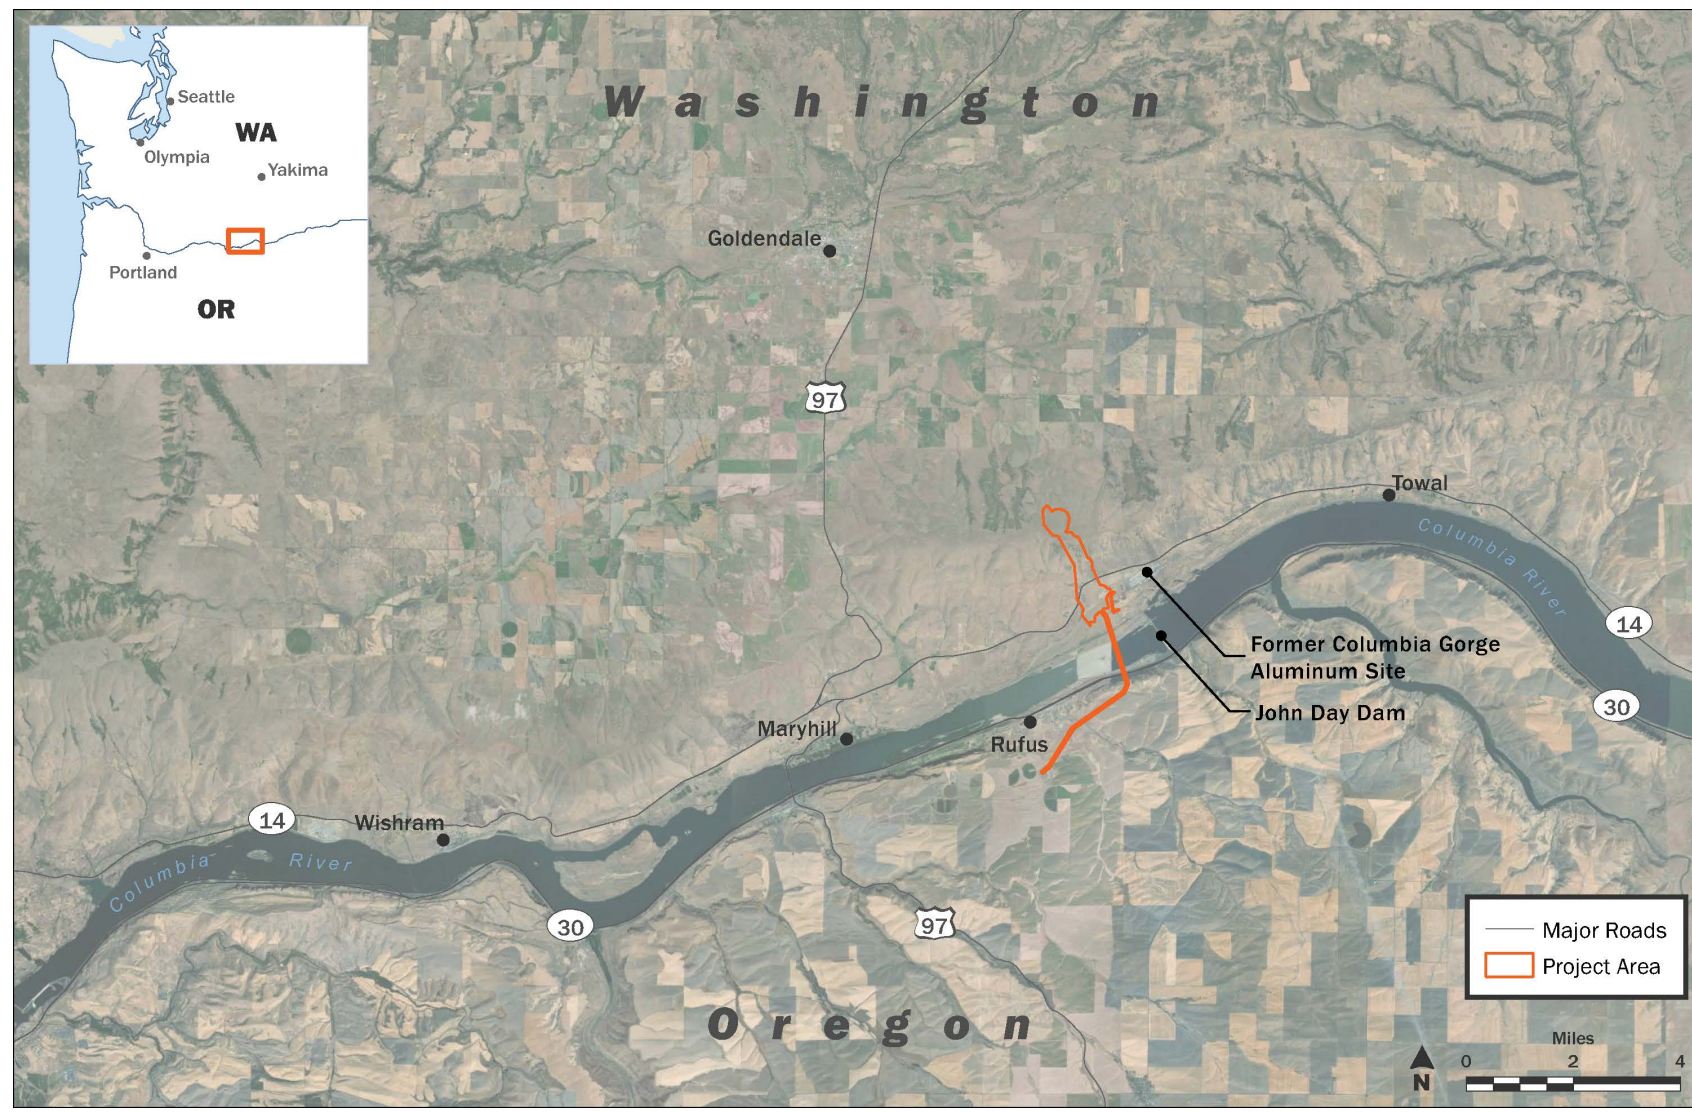 Seattle
WA
Olympia
Yakima
Portland
OR
Washington
Goldendale
97
Towal
Columbia River
14
Former Columbia Gorge
Aluminum Site
30
John Day Dam
Maryhill
Rufus
14
Wishram
Columbia River
30
97
Oregon
Major Roads
Project Area
Miles
0 2 4
N